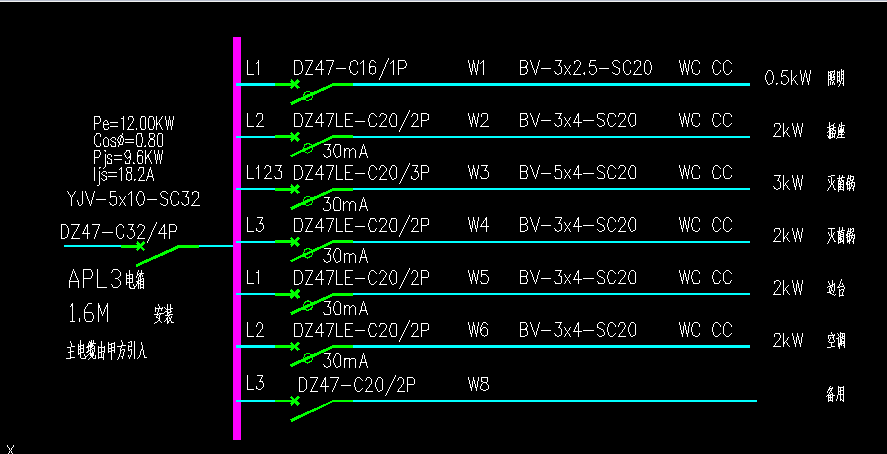 L1 DZ47-C16/1P W1 BV-3x2.5-SC20 WC CC 0.5kW 照明
L2 DZ47LE-C20/2P W2 BV-3x4-SC20 WC CC 2kW 插座
30mA
L123 DZ47LE-C20/3P W3 BV-5x4-SC20 WC CC 3kW 灭菌锅
30mA
L3 DZ47LE-C20/2P W4 BV-3x4-SC20 WC CC 2kW 灭菌锅
30mA
L1 DZ47LE-C20/2P W5 BV-3x4-SC20 WC CC 2kW 边台
30mA
L2 DZ47LE-C20/2P W6 BV-3x4-SC20 WC CC 2kW 空调
30mA
L3 DZ47-C20/2P W8 备用
Pe=12.00KW
Cosø=0.80
Pjs=9.6KW
Ijs=18.2A
YJV-5x10-SC32
DZ47-C32/4P
APL3电箱
1.6M 安装
主电缆由甲方引入
X